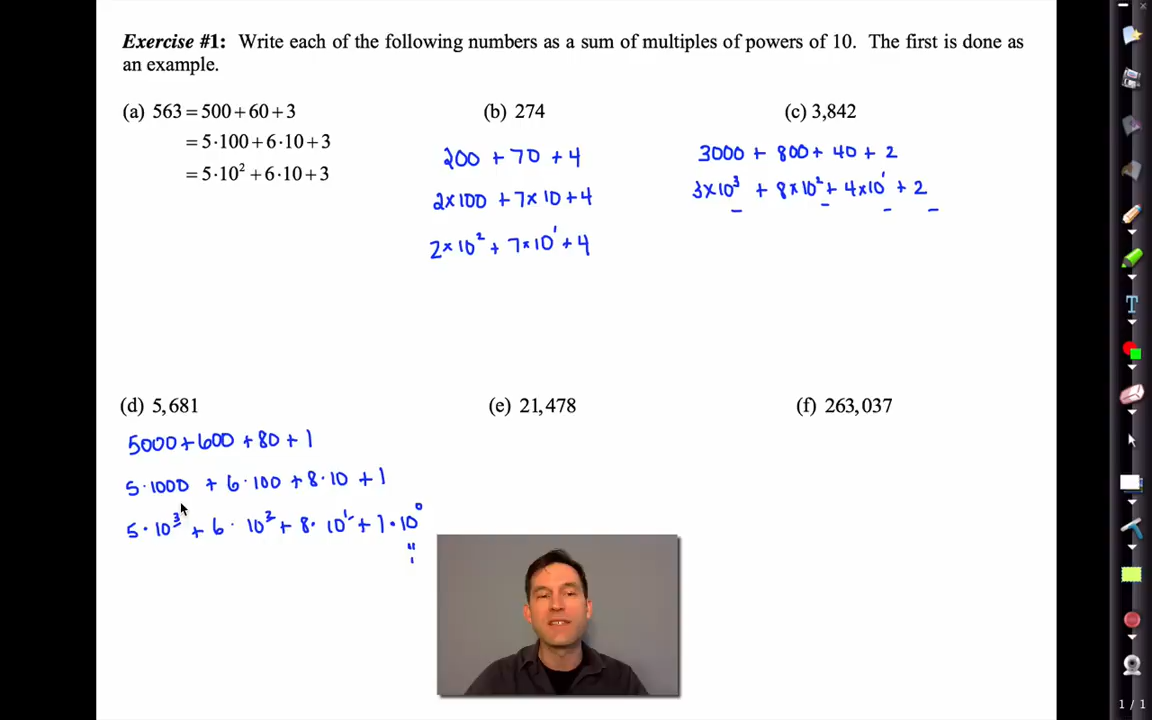 Exercise #1: Write each of the following numbers as a sum of multiples of powers of 10. The first is done as
an example.
(a) 563 = 500 + 60 + 3
= 5·100 + 6·10 + 3
= 5·10² + 6·10 + 3
(b) 274
200 + 70 + 4
2×100 + 7×10 + 4
2×10² + 7×10¹ + 4
(c) 3,842
3000 + 800 + 40 + 2
3×10³ + 8×10² + 4×10¹ + 2
(d) 5,681
5000 + 600 + 80 + 1
5·1000 + 6·100 + 8·10 + 1
5·10³ + 6·10² + 8·10¹ + 1·10⁰
"
1
(e) 21,478
(f) 263,037
T
1 / 1